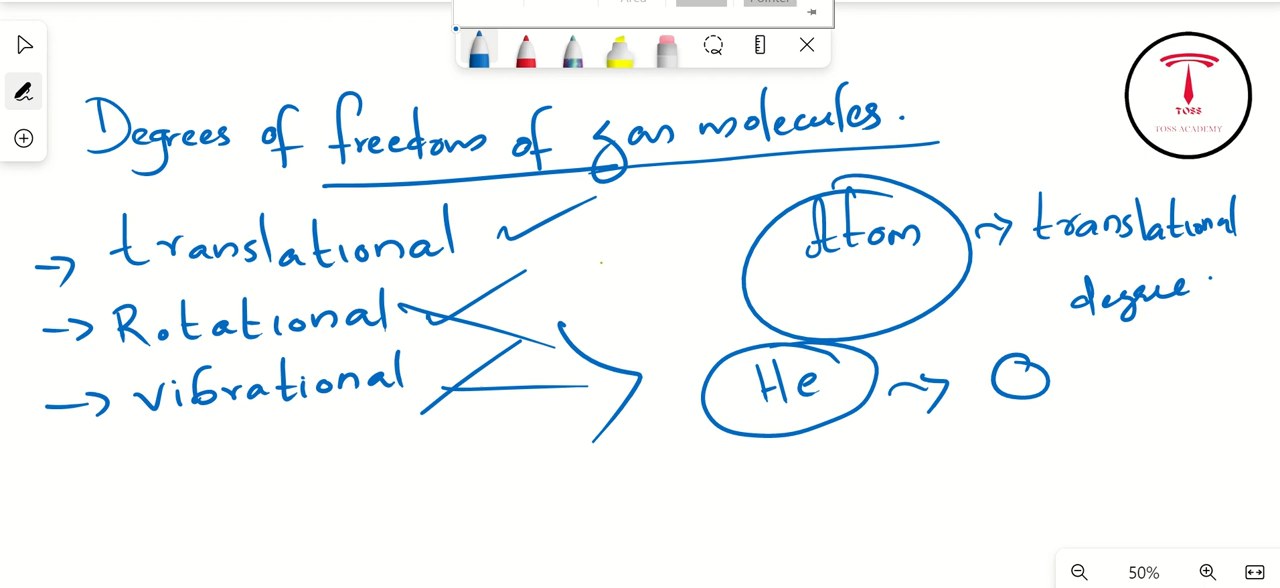 Degrees of freedoms of gas molecules.
→ translational ✓
→ Rotational
→ vibrational
Atom → translational
degree.
He →
TOSS
TOSS ACADEMY
50%